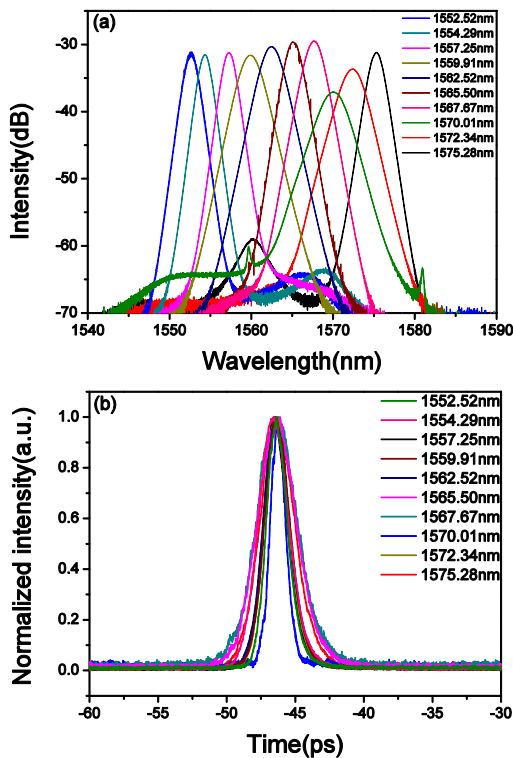 (a)
1552.52nm
1554.29nm
1557.25nm
1559.91nm
1562.52nm
1565.50nm
1567.67nm
1570.01nm
1572.34nm
1575.28nm
Intensity(dB)
-30
-40
-50
-60
-70
1540 1550 1560 1570 1580 1590
Wavelength(nm)
(b)
1552.52nm
1554.29nm
1557.25nm
1559.91nm
1562.52nm
1565.50nm
1567.67nm
1570.01nm
1572.34nm
1575.28nm
Normalized intensity(a.u.)
1.0
0.8
0.6
0.4
0.2
0.0
-60 -55 -50 -45 -40 -35 -30
Time(ps)